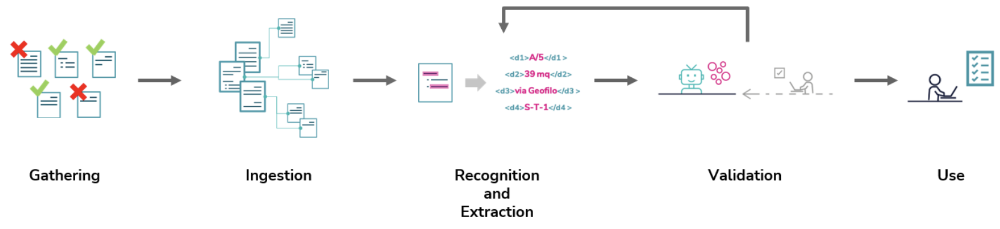 <d1>A/5</d1 >
<d2>39 mq</d2>
<d3>via Geofilo</d3 >
<d4>S-T-1</d4 >
Gathering
Ingestion
Recognition
and
Extraction
Validation
Use